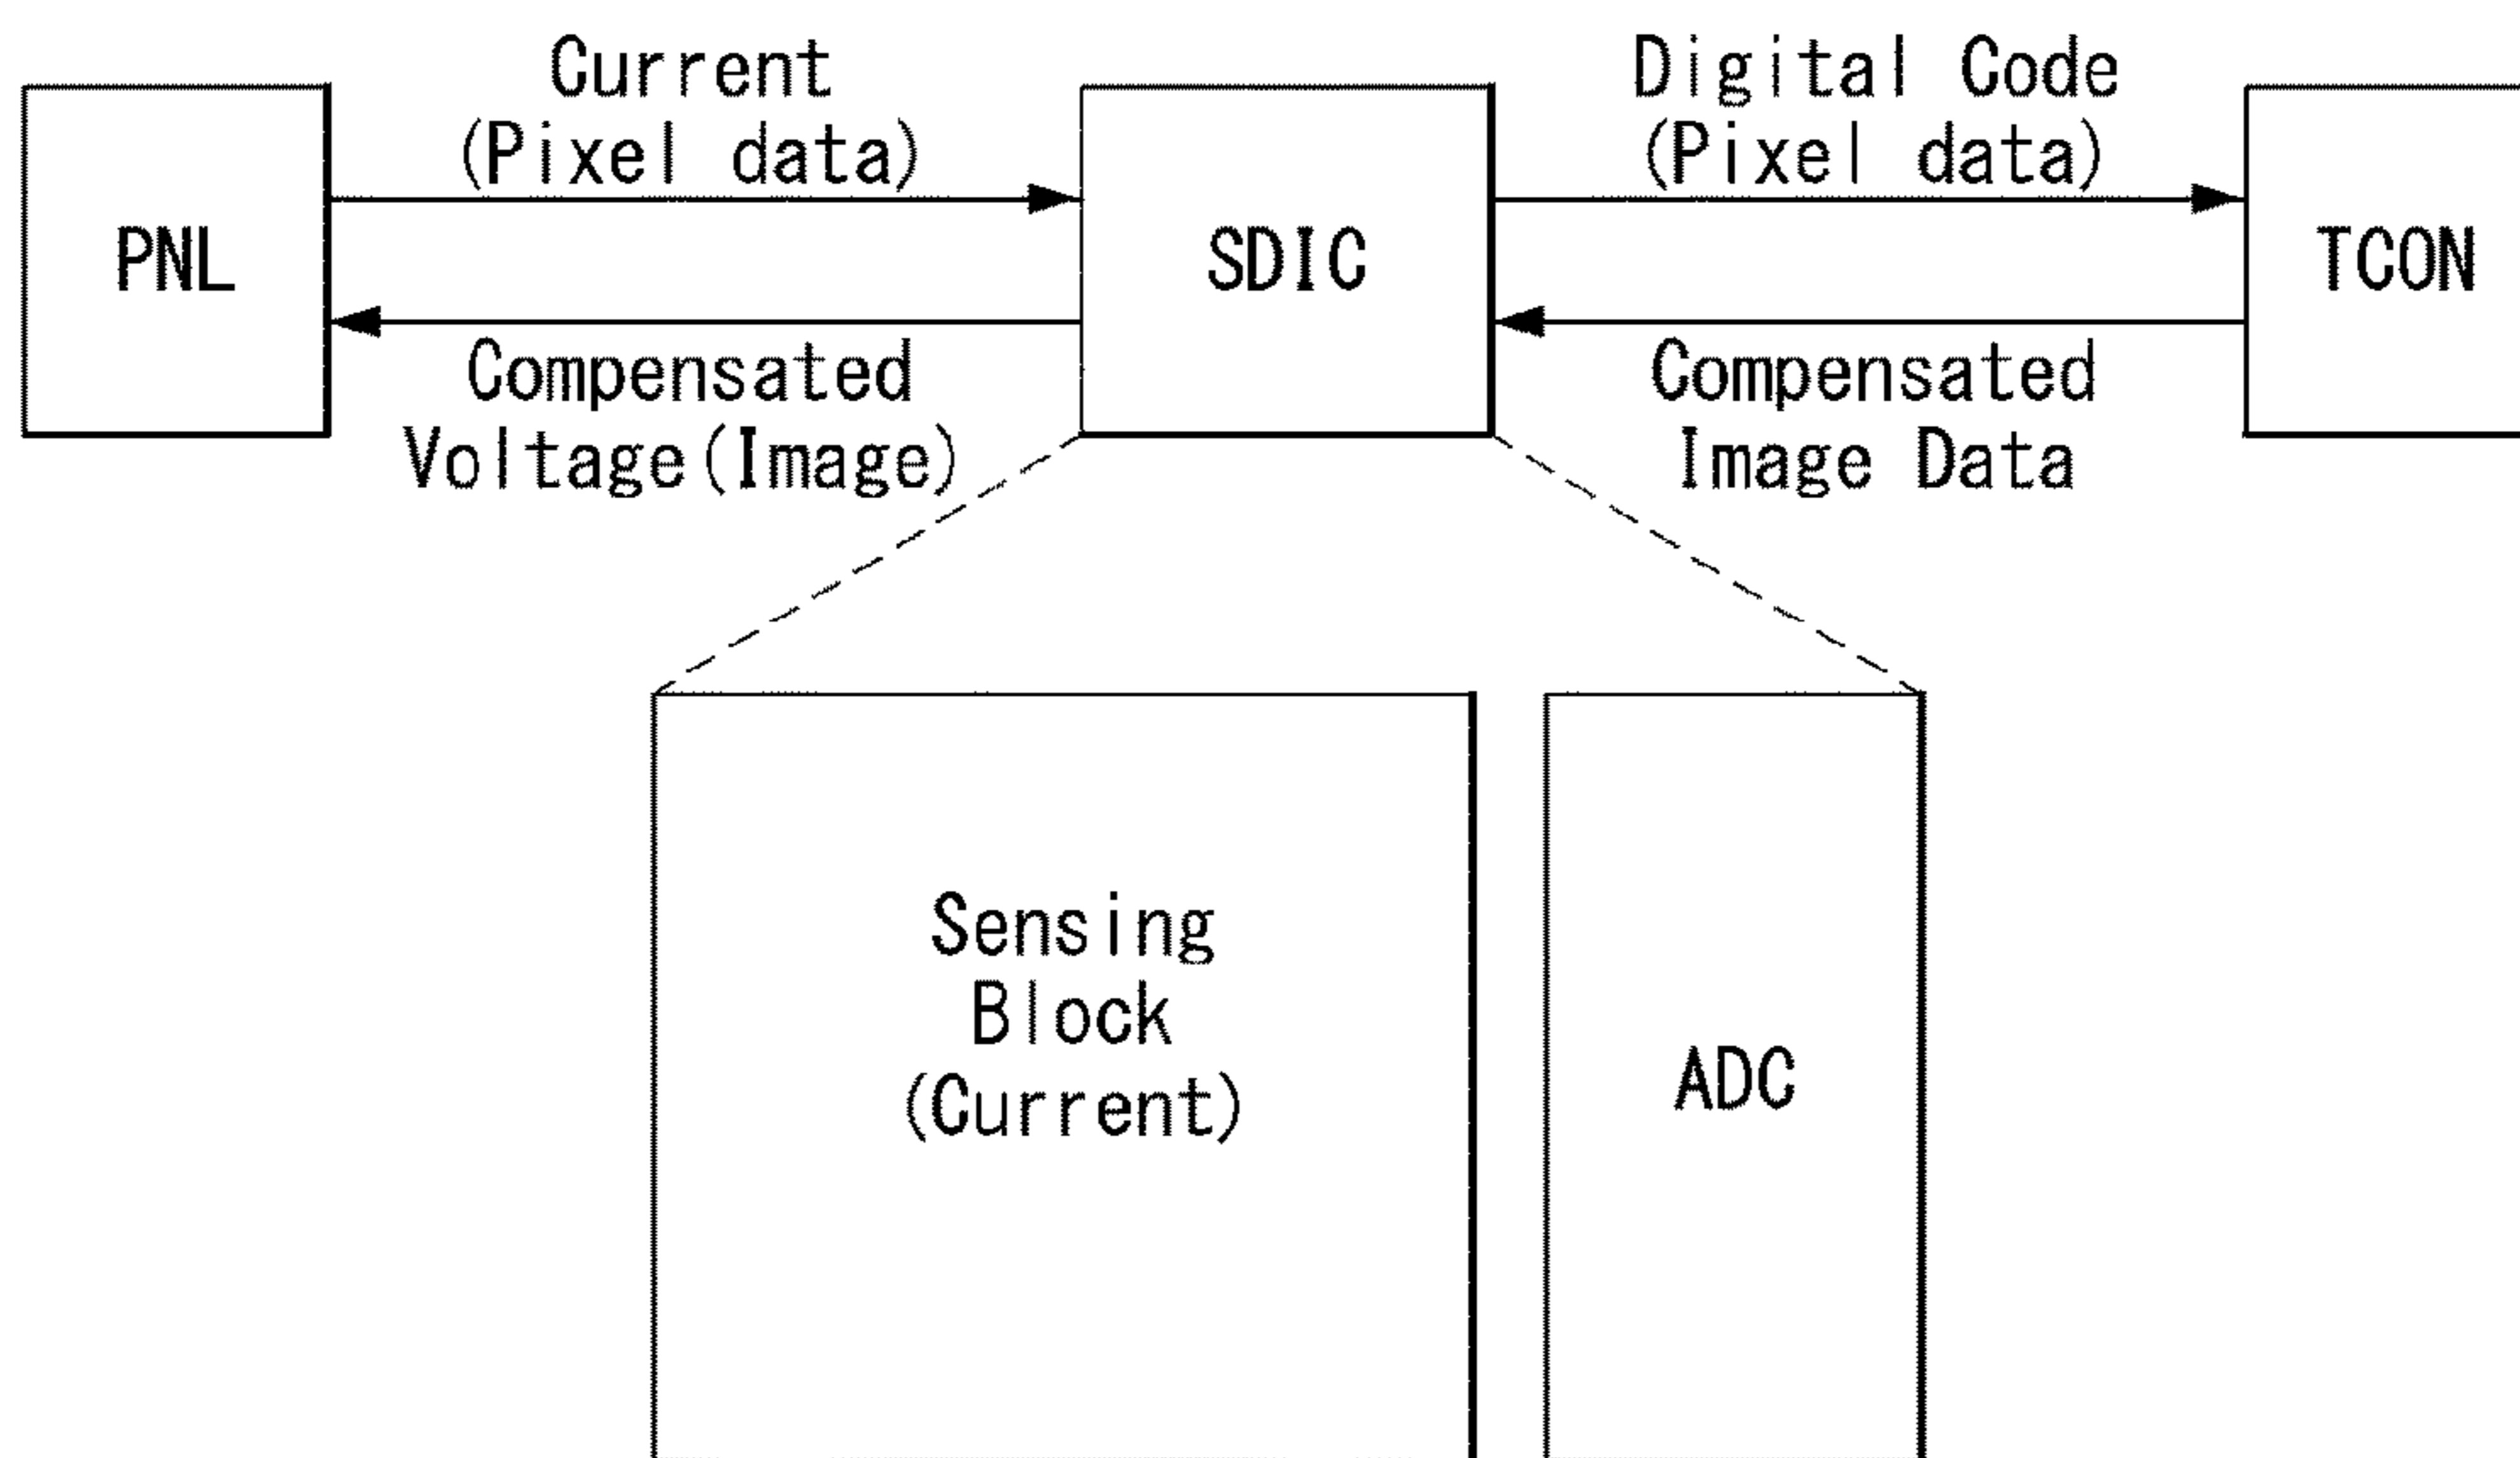 Current
(Pixel data)
Digital Code
(Pixel data)
PNL
SDIC
TCON
Compensated
Voltage(Image)
Compensated
Image Data
Sensing
Block
(Current)
ADC